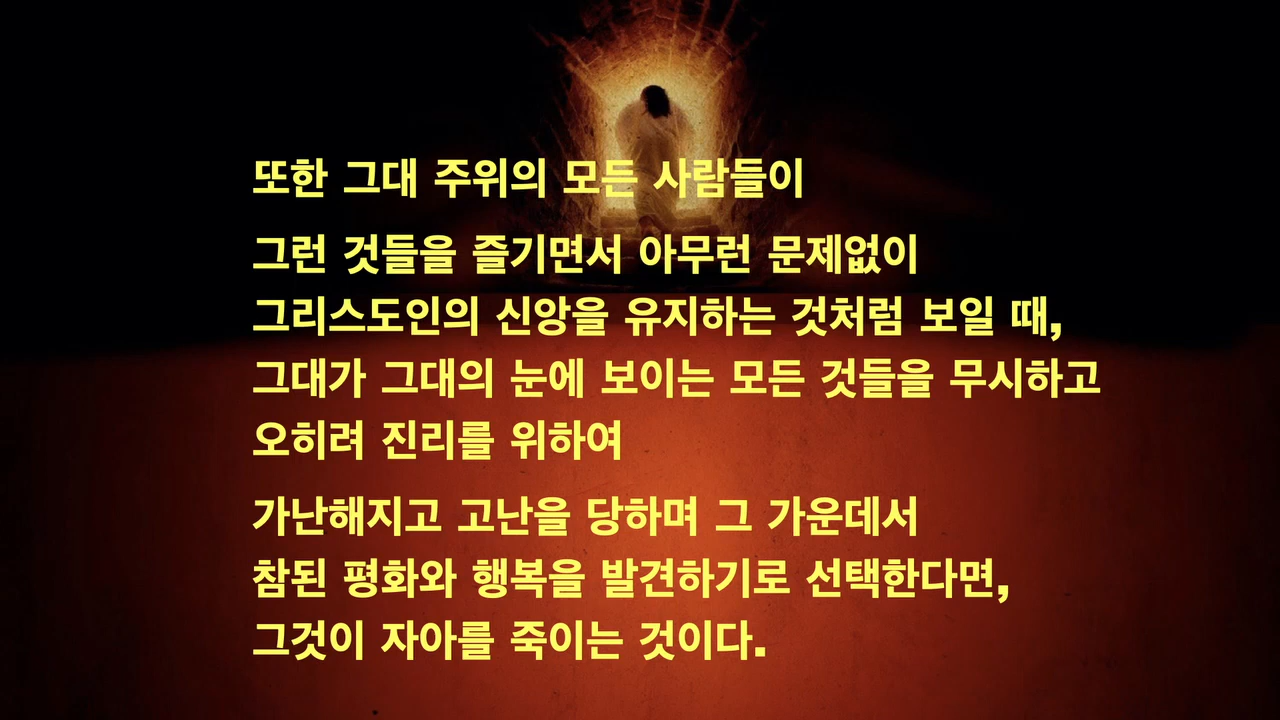 또한 그대 주위의 모든 사람들이
그런 것들을 즐기면서 아무런 문제없이
그리스도인의 신앙을 유지하는 것처럼 보일 때,
그대가 그대의 눈에 보이는 모든 것들을 무시하고
오히려 진리를 위하여
가난해지고 고난을 당하며 그 가운데서
참된 평화와 행복을 발견하기로 선택한다면,
그것이 자아를 죽이는 것이다.